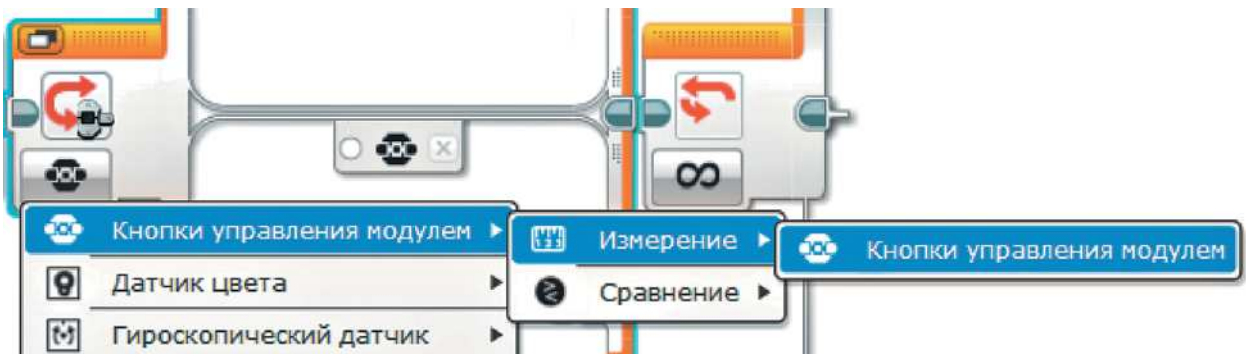 Кнопки управления модулем
Измерение
Кнопки управления модулем
Датчик цвета
Сравнение
Гироскопический датчик